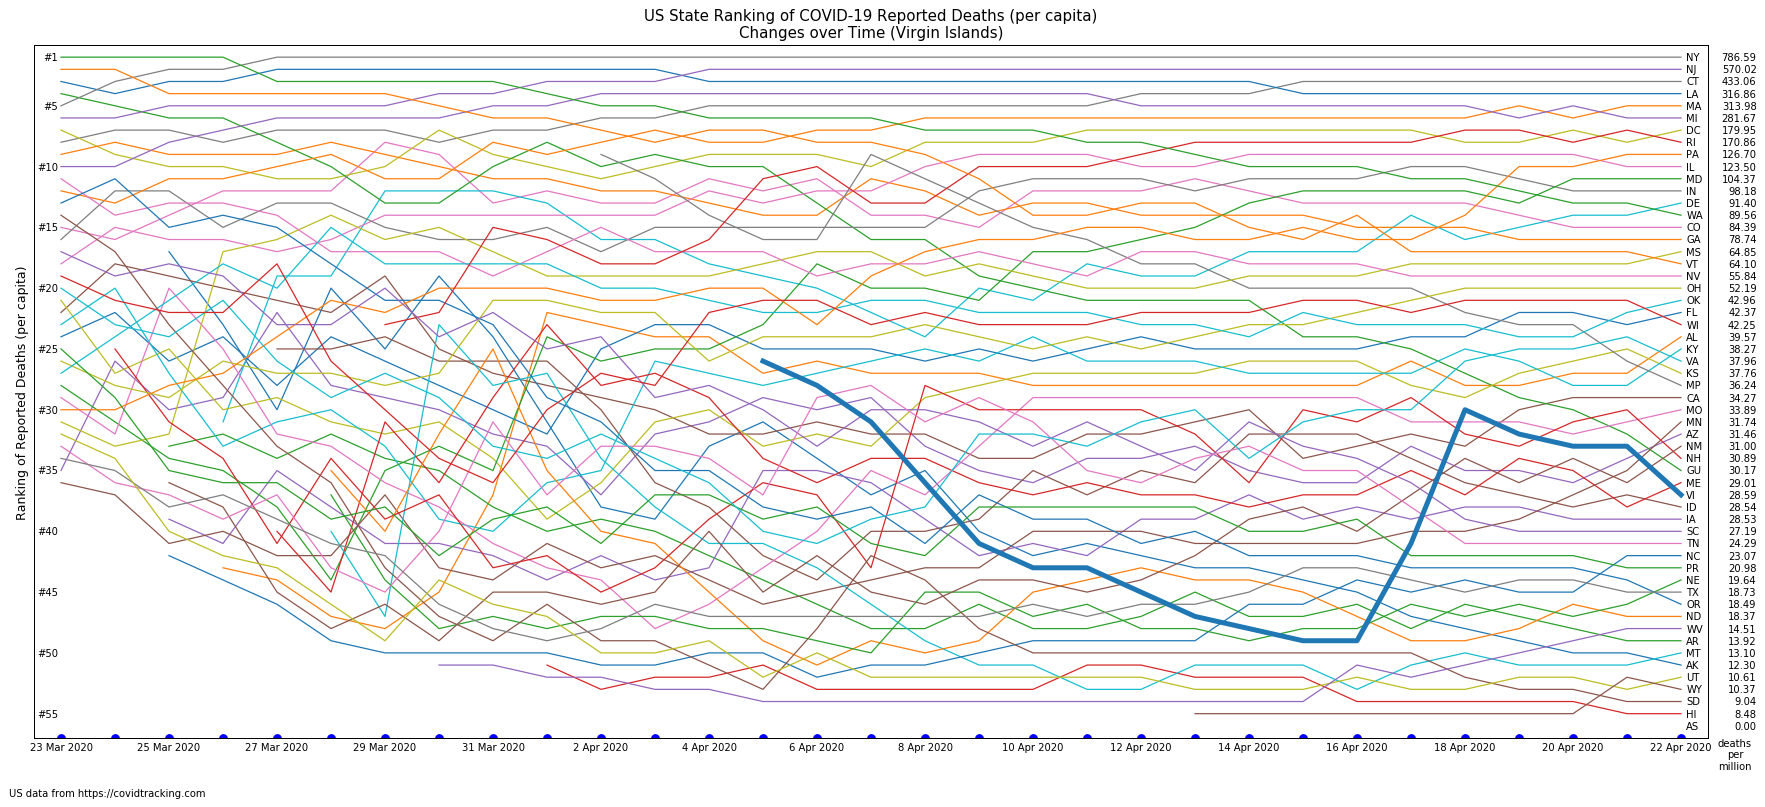 US State Ranking of COVID-19 Reported Deaths (per capita)
Changes over Time (Virgin Islands)
Ranking of Reported Deaths (per capita)
#1
#5
#10
#15
#20
#25
#30
#35
#40
#45
#50
#55
NY 786.59
NJ 570.02
CT 433.06
LA 316.86
MA 313.98
MI 281.67
DC 179.95
RI 170.86
PA 126.70
IL 123.50
MD 104.37
IN 98.18
DE 91.40
WA 89.56
CO 84.39
GA 78.74
MS 64.85
VT 64.10
NV 55.84
OH 52.19
OK 42.96
FL 42.37
WI 42.25
AL 39.57
KY 38.27
VA 37.96
KS 37.76
MP 36.24
CA 34.27
MO 33.89
MN 31.74
AZ 31.46
NM 31.00
NH 30.89
GU 30.17
ME 29.01
VI 28.59
ID 28.54
IA 28.53
SC 27.19
TN 24.29
NC 23.07
PR 20.98
NE 19.64
TX 18.73
OR 18.49
ND 18.37
WV 14.51
AR 13.92
MT 13.10
AK 12.30
UT 10.61
WY 10.37
SD 9.04
HI 8.48
AS 0.00
23 Mar 2020 25 Mar 2020 27 Mar 2020 29 Mar 2020 31 Mar 2020 2 Apr 2020 4 Apr 2020 6 Apr 2020 8 Apr 2020 10 Apr 2020 12 Apr 2020 14 Apr 2020 16 Apr 2020 18 Apr 2020 20 Apr 2020 22 Apr 2020
deaths
per
million
US data from https://covidtracking.com